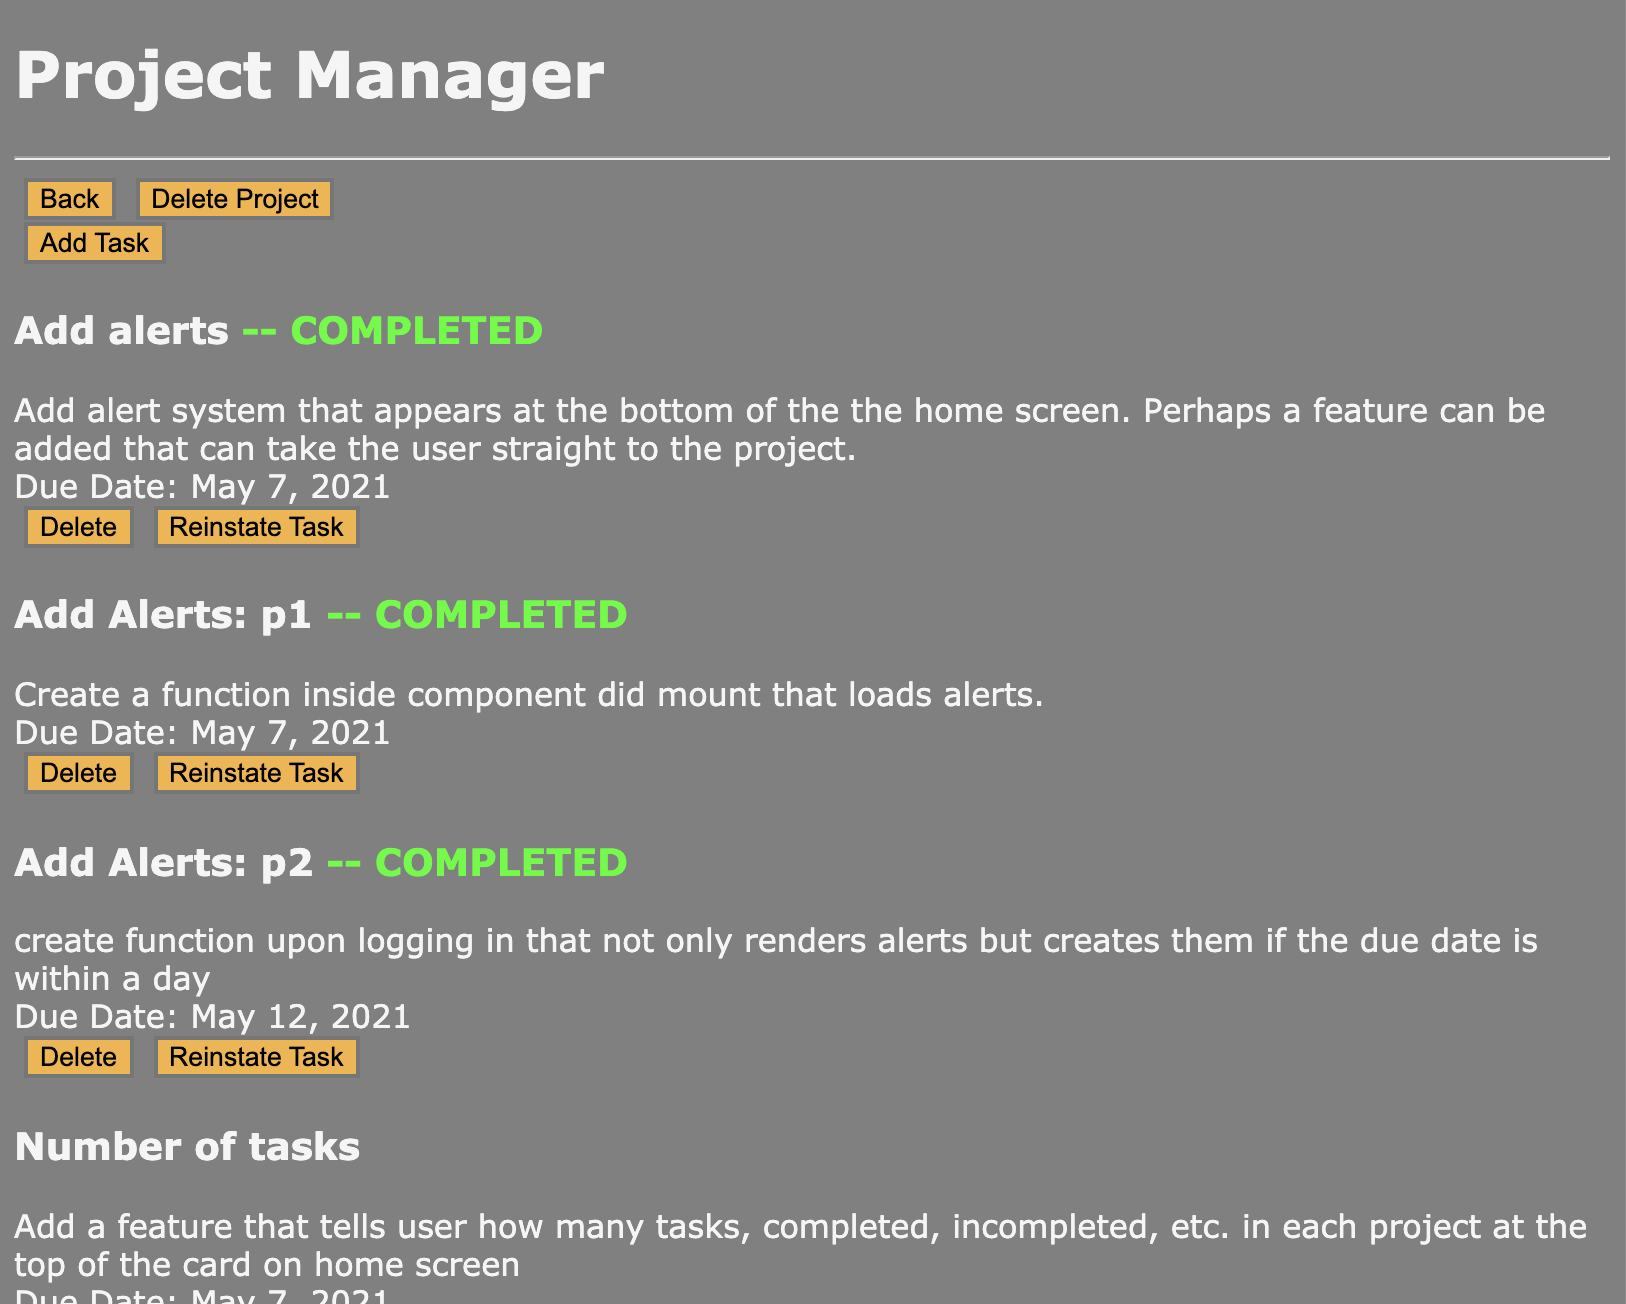 Project Manager
Back Delete Project
Add Task
Add alerts -- COMPLETED
Add alert system that appears at the bottom of the the home screen. Perhaps a feature can be
added that can take the user straight to the project.
Due Date: May 7, 2021
Delete Reinstate Task
Add Alerts: p1 -- COMPLETED
Create a function inside component did mount that loads alerts.
Due Date: May 7, 2021
Delete Reinstate Task
Add Alerts: p2 -- COMPLETED
create function upon logging in that not only renders alerts but creates them if the due date is
within a day
Due Date: May 12, 2021
Delete Reinstate Task
Number of tasks
Add a feature that tells user how many tasks, completed, incompleted, etc. in each project at the
top of the card on home screen
Due Date: May 7, 2021